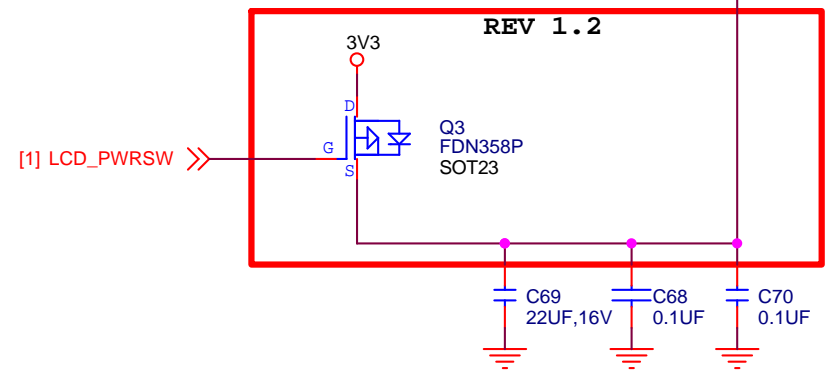 REV 1.2
3V3
D
G
S
Q3
FDN358P
SOT23
[1] LCD_PWRSW
C69
22UF,16V
C68
0.1UF
C70
0.1UF